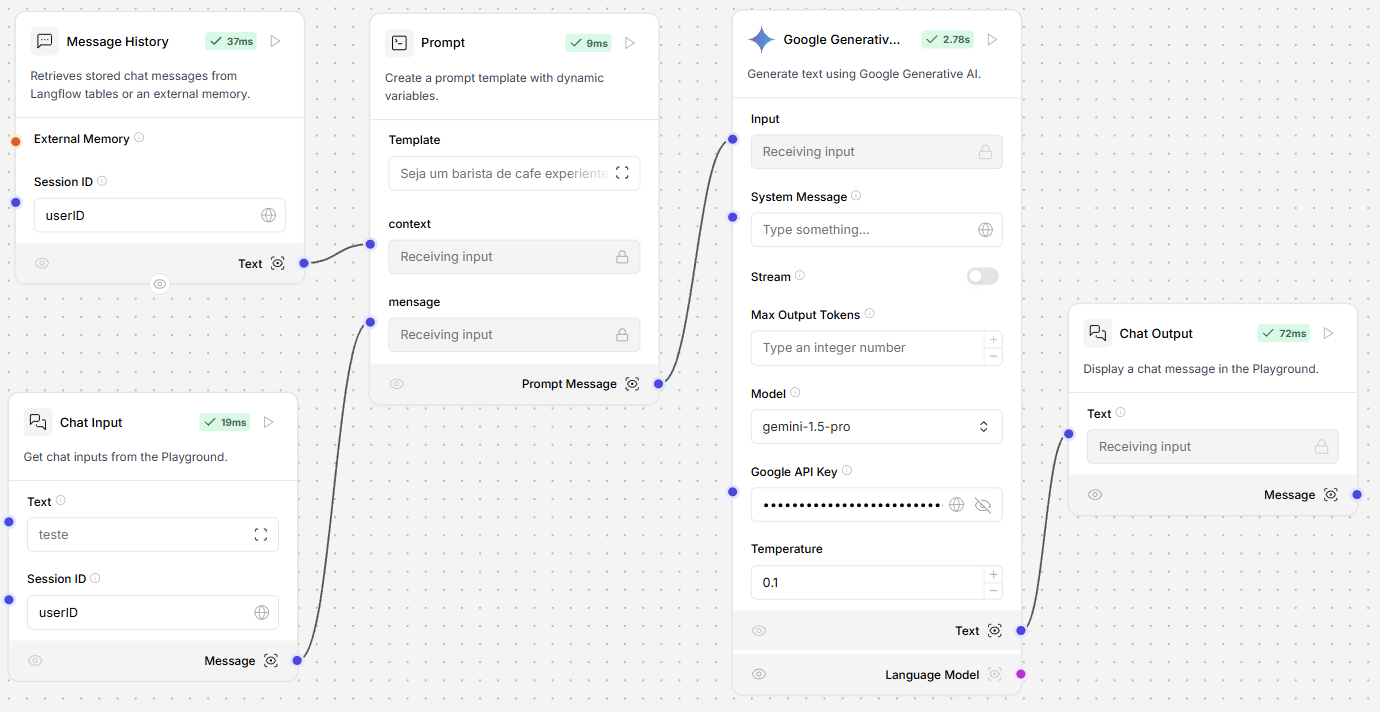 Message History
37ms
Retrieves stored chat messages from
Langflow tables or an external memory.
External Memory
Session ID
userID
Text
Chat Input
19ms
Get chat inputs from the Playground.
Text
teste
Session ID
userID
Message
Prompt
9ms
Create a prompt template with dynamic
variables.
Template
Seja um barista de cafe experiente.
context
Receiving input
mensage
Receiving input
Prompt Message
Google Generativ...
2.78s
Generate text using Google Generative AI.
Input
Receiving input
System Message
Type something...
Stream
Max Output Tokens
Type an integer number
Model
gemini-1.5-pro
Google API Key
••••••••••••••••••••••••
Temperature
0.1
Text
Language Model
Chat Output
72ms
Display a chat message in the Playground.
Text
Receiving input
Message